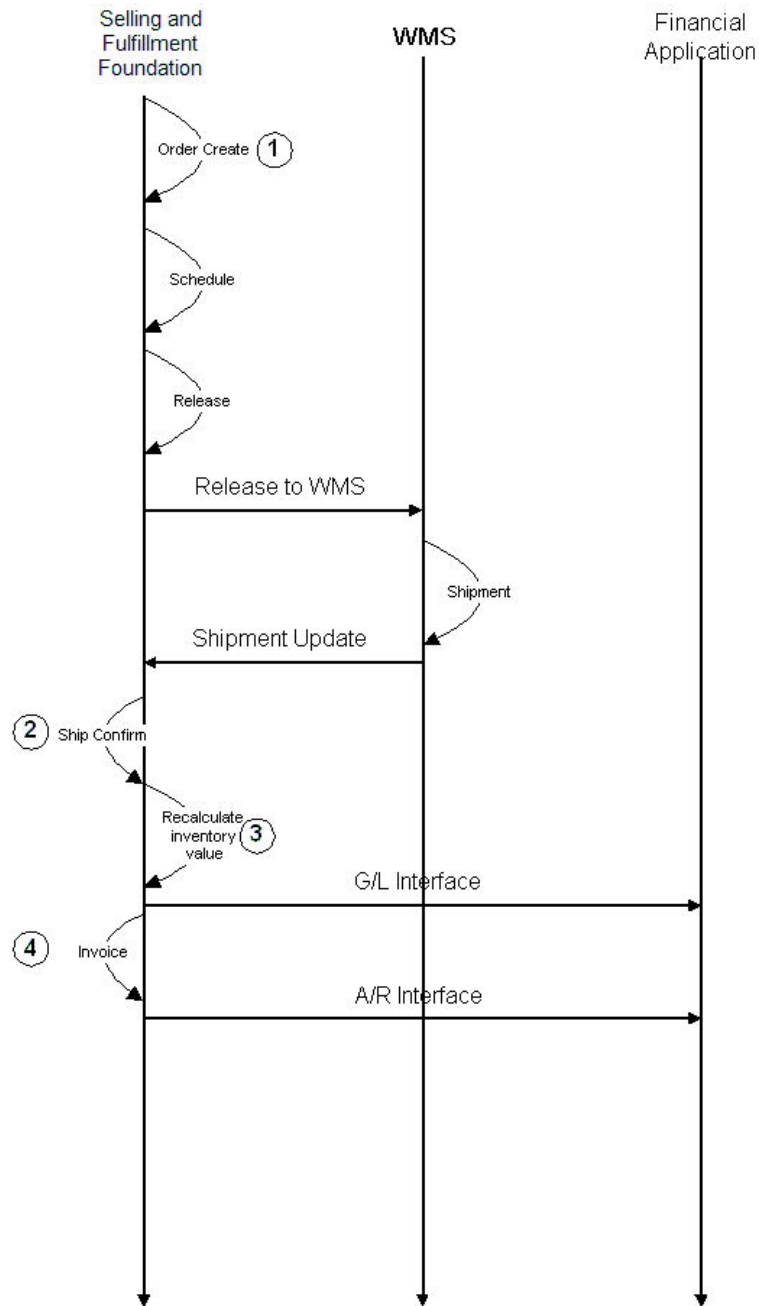 Selling and
Fulfillment
Foundation
WMS
Financial
Application
Order Create 1
Schedule
Release
Release to WMS
Shipment
Shipment Update
2 Ship Confirm
Recalculate
inventory 3
value
G/L Interface
4 Invoice
A/R Interface